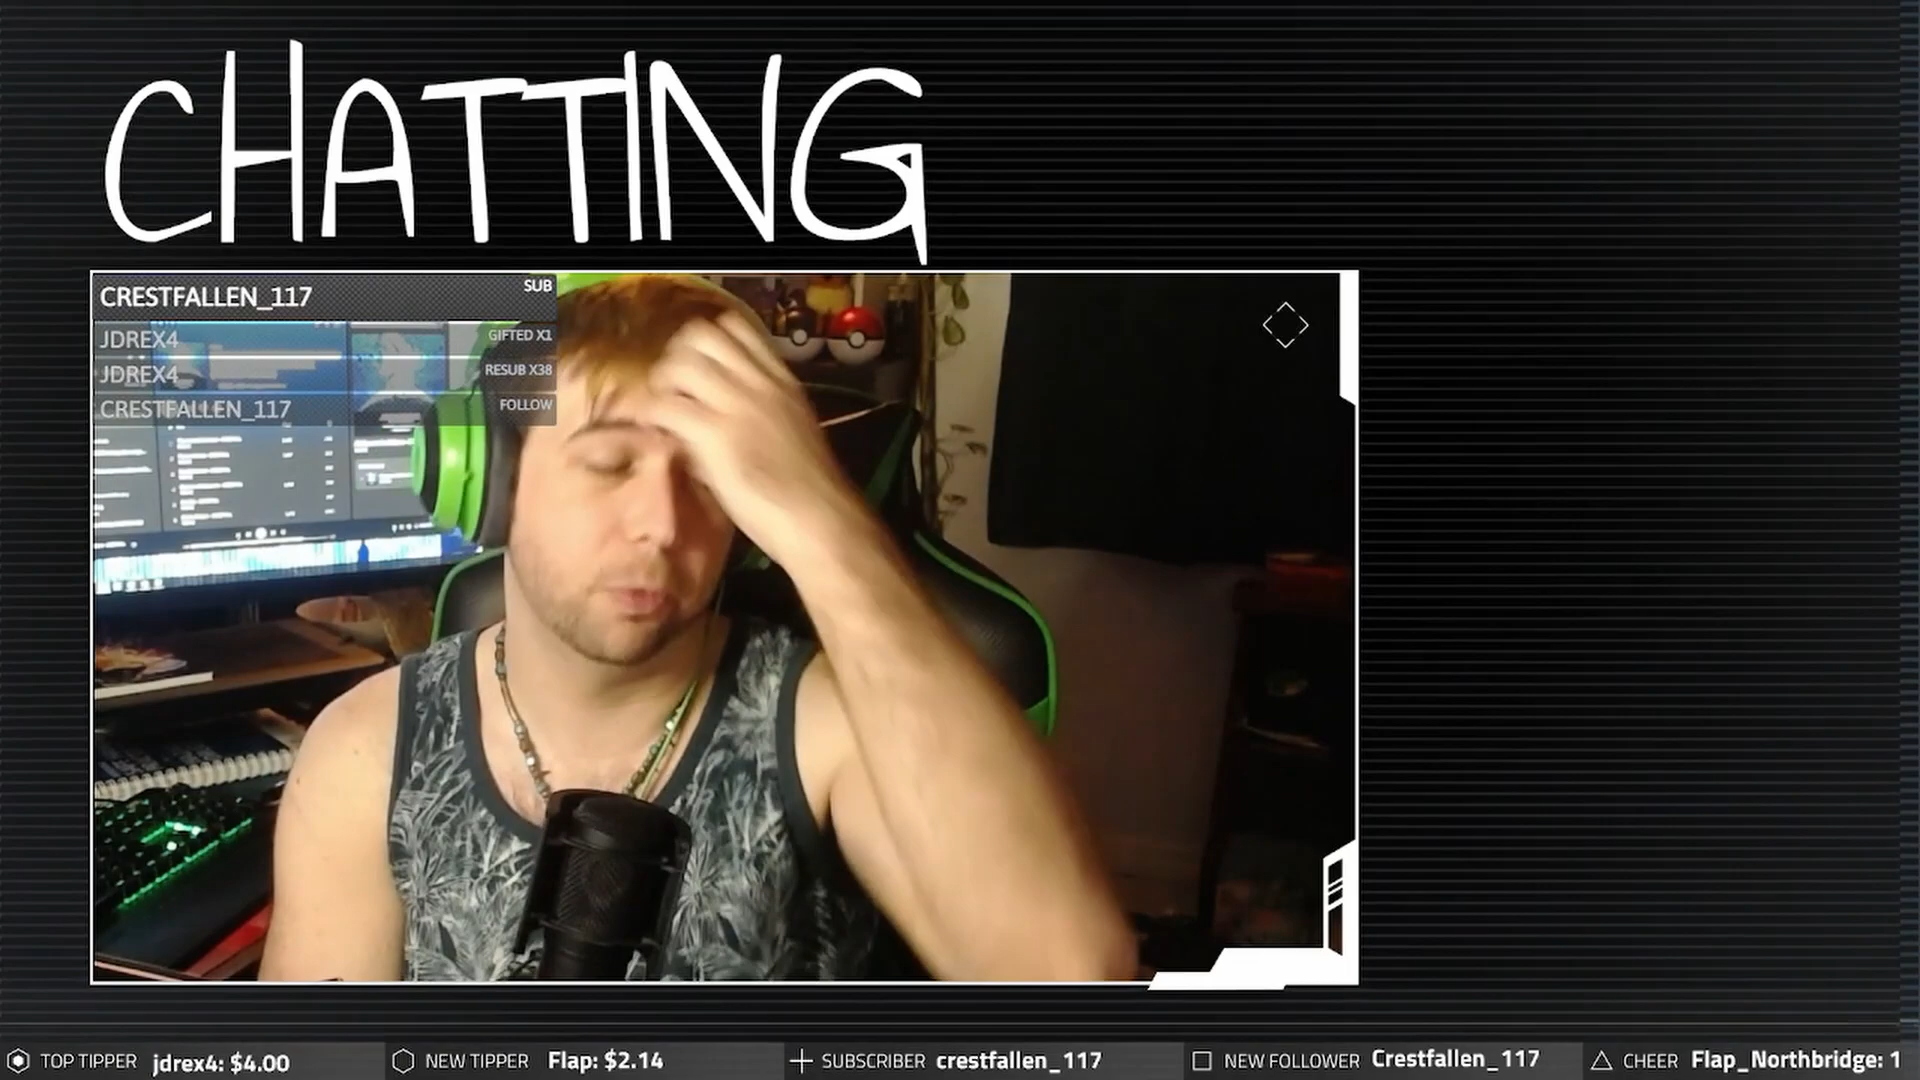 CHATTING
CRESTFALLEN_117 SUB
JDREX4 GIFTED X1
JDREX4 RESUB X38
CRESTFALLEN_117 FOLLOW
TOP TIPPER jdrex4: $4.00 NEW TIPPER Flap: $2.14 SUBSCRIBER crestfallen_117 NEW FOLLOWER Crestfallen_117 CHEER Flap_Northbridge: 1